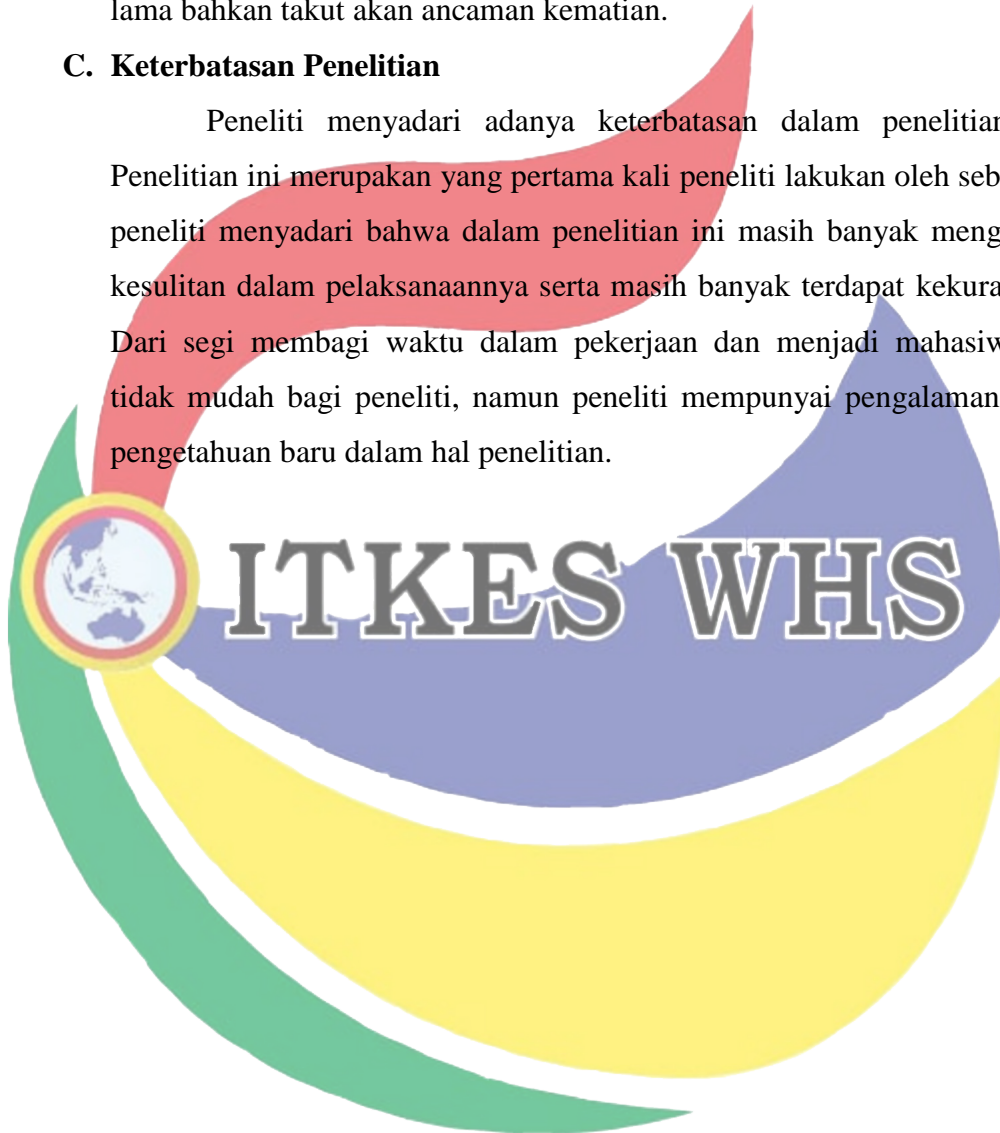 lama bahkan takut akan ancaman kematian.
C. Keterbatasan Penelitian
Peneliti menyadari adanya keterbatasan dalam penelitian
Penelitian ini merupakan yang pertama kali peneliti lakukan oleh seb
peneliti menyadari bahwa dalam penelitian ini masih banyak meng
kesulitan dalam pelaksanaannya serta masih banyak terdapat kekura
Dari segi membagi waktu dalam pekerjaan dan menjadi mahasiw
tidak mudah bagi peneliti, namun peneliti mempunyai pengalaman
pengetahuan baru dalam hal penelitian.
ITKES WHS